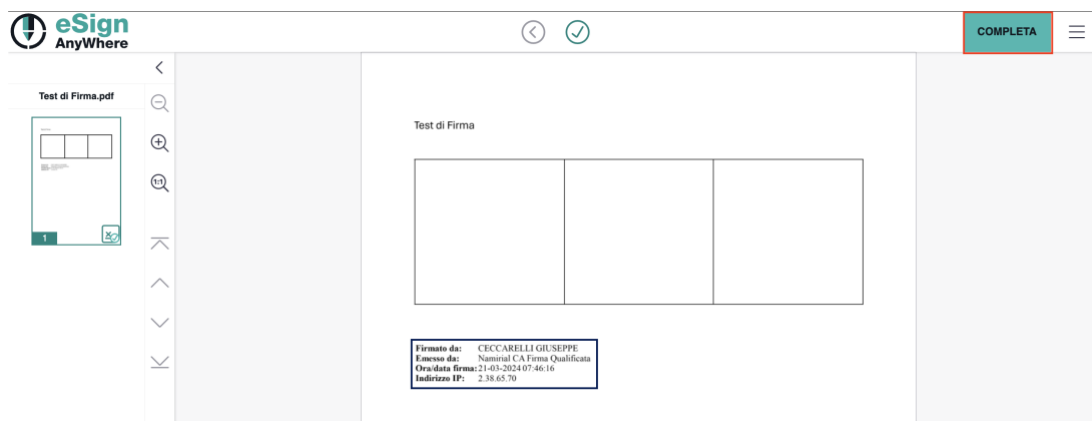 eSign
AnyWhere
COMPLETA
Test di Firma.pdf
1
1:1
Test di Firma
Firmato da: CECCARELLI GIUSEPPE
Emesso da: Namirial CA Firma Qualificata
Ora/data firma: 21-03-2024 07:46:16
Indirizzo IP: 2.38.65.70